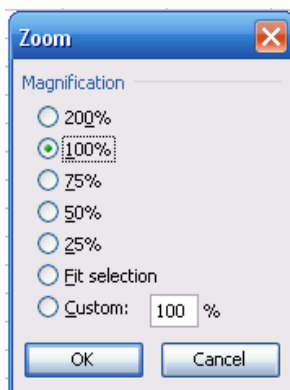 Zoom
Magnification
200%
100%
75%
50%
25%
Fit selection
Custom: 100 %
OK Cancel